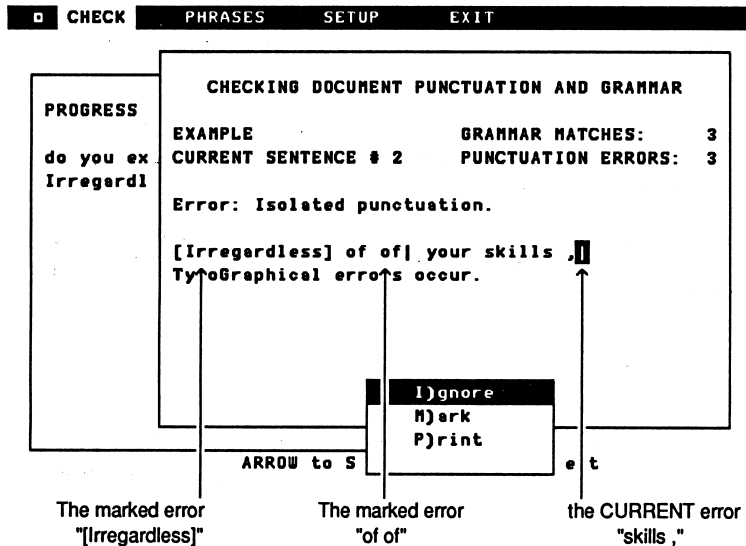 CHECK PHRASES SETUP EXIT
CHECKING DOCUMENT PUNCTUATION AND GRAMMAR
PROGRESS
EXAMPLE GRAMMAR MATCHES: 3
do you ex CURRENT SENTENCE # 2 PUNCTUATION ERRORS: 3
Irregardl
Error: Isolated punctuation.
[Irregardless] of of| your skills ,|
TypoGraphical errors occur.
I)gnore
M)ark
P)rint
ARROW to S e t
The marked error "[Irregardless]"
The marked error "of of"
the CURRENT error "skills ,"